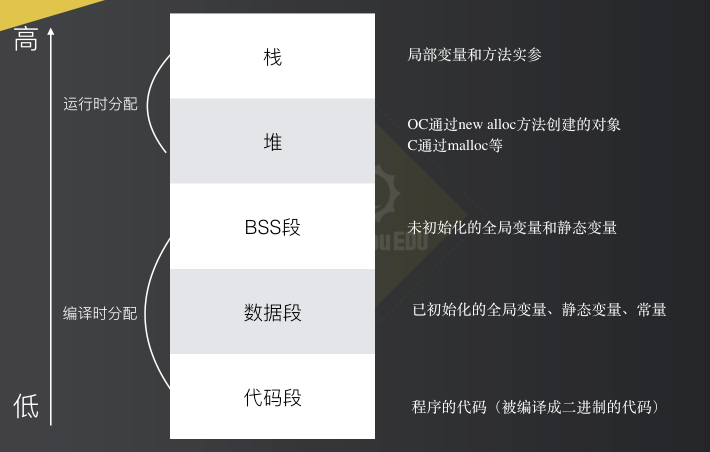 高
栈
局部变量和方法实参
运行时分配
堆
OC通过new alloc方法创建的对象
C通过malloc等
BSS段
未初始化的全局变量和静态变量
编译时分配
数据段
已初始化的全局变量、静态变量、常量
低
代码段
程序的代码（被编译成二进制的代码）